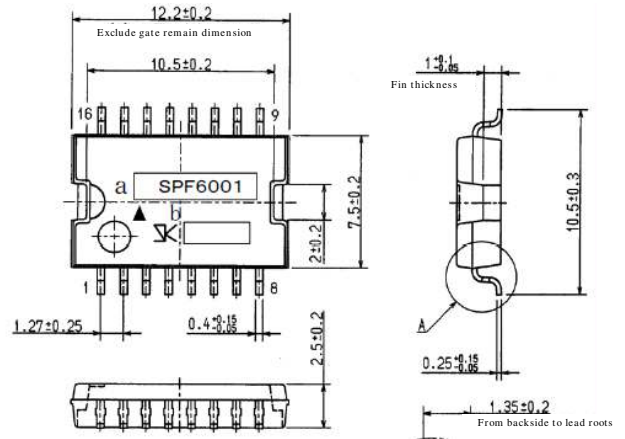 12.2±0.2
Exclude gate remain dimension
10.5±0.2
1 +0.1 -0.05
Fin thickness
16
9
a
SPF6001
b
SK
7.5±0.2
2±0.2
10.5±0.3
1
8
1.27±0.25
0.4 +0.15 -0.05
2.5±0.2
A
0.25 +0.15 -0.05
1.35±0.2
From backside to lead roots